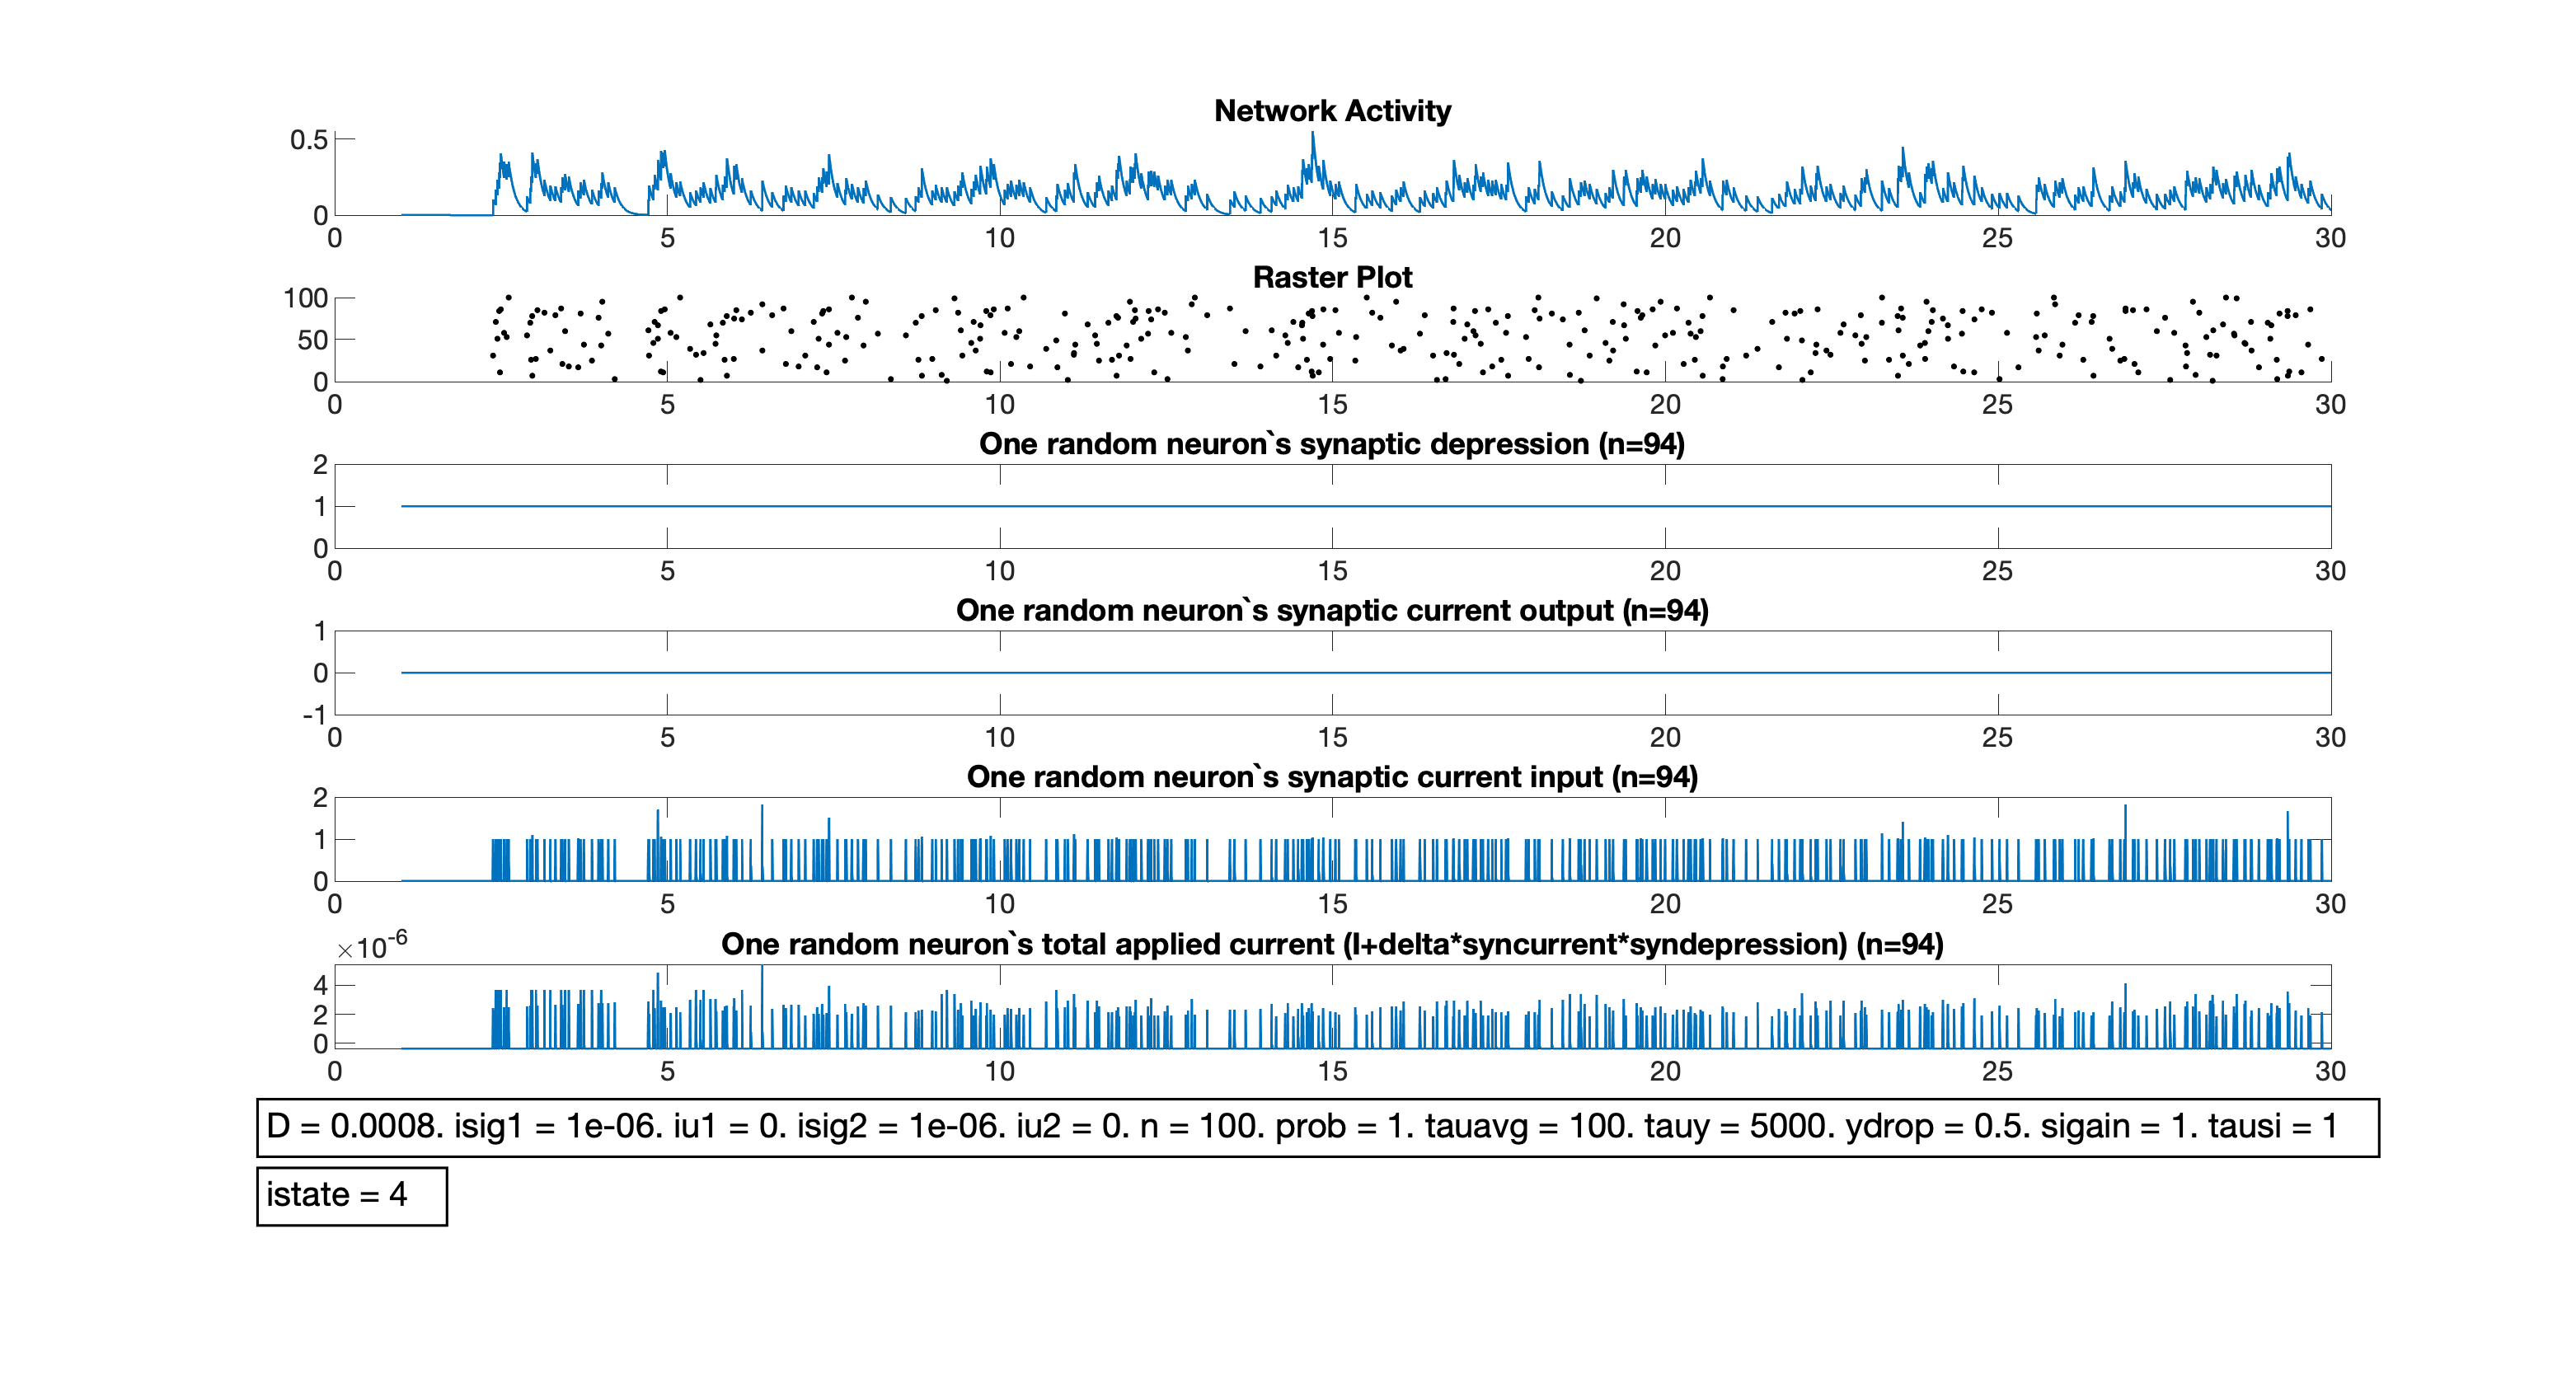 Network Activity
0.5
0
0 5 10 15 20 25 30
Raster Plot
100
50
0
0 5 10 15 20 25 30
One random neuron`s synaptic depression (n=94)
2
1
0
0 5 10 15 20 25 30
One random neuron`s synaptic current output (n=94)
1
0
-1
0 5 10 15 20 25 30
One random neuron`s synaptic current input (n=94)
2
1
0
0 5 10 15 20 25 30
×10-6
One random neuron`s total applied current (I+delta*syncurrent*syndepression) (n=94)
4
2
0
0 5 10 15 20 25 30
D = 0.0008. isig1 = 1e-06. iu1 = 0. isig2 = 1e-06. iu2 = 0. n = 100. prob = 1. tauavg = 100. tauy = 5000. ydrop = 0.5. sigain = 1. tausi = 1
istate = 4